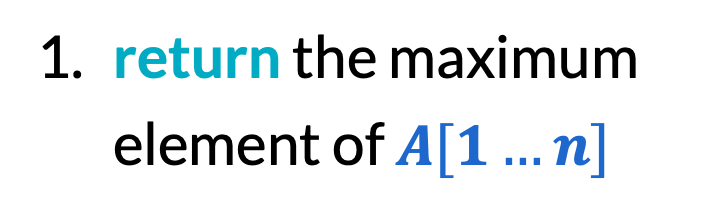 1. return the maximum
element of A[1 ... n]